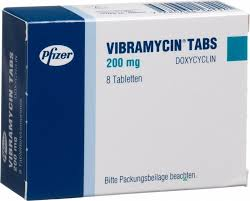 Pfizer
VIBRAMYCIN® TABS
200 mg
DOXYCYCLIN
8 Tabletten
Bitte Packungsbeilage beachten.